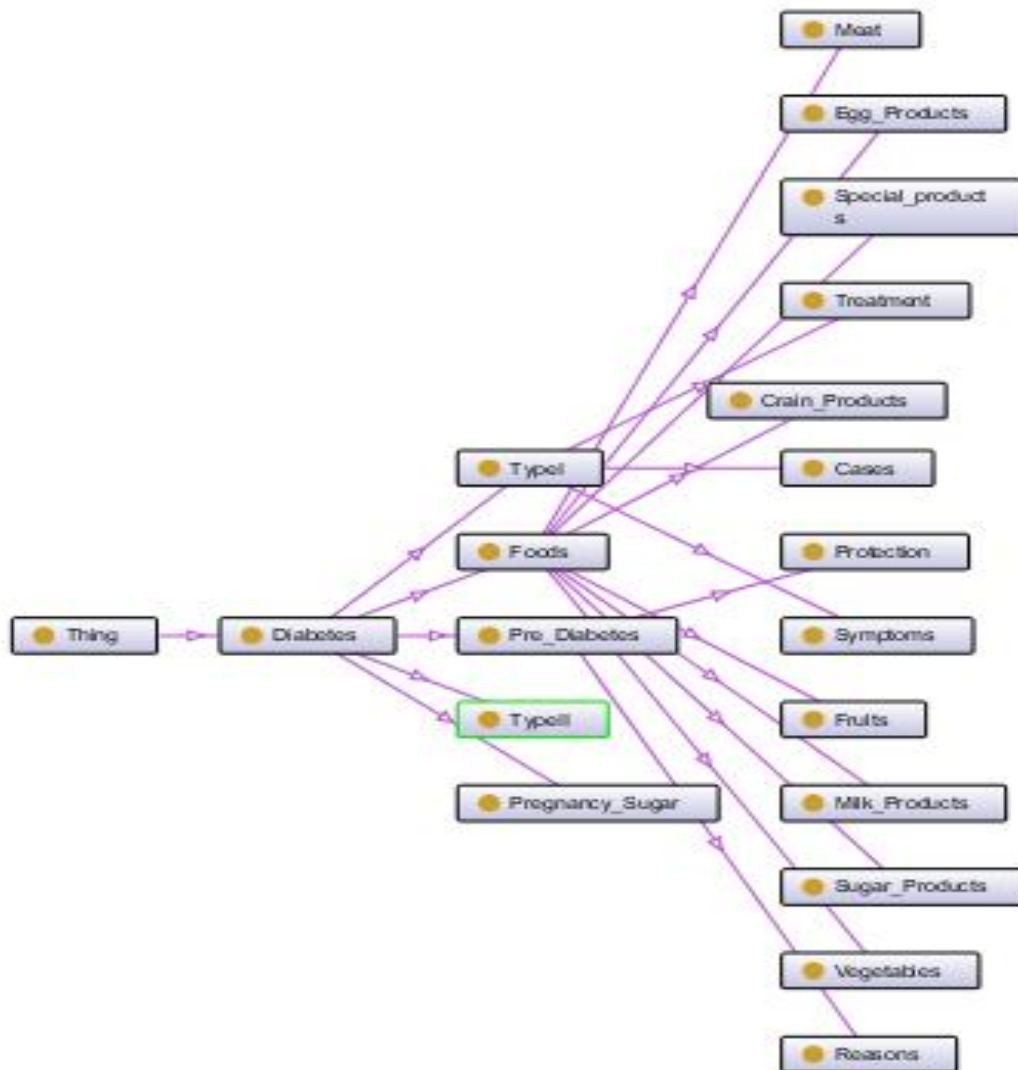 Meat
Egg_Products
Special_product
s
Treatment
Crain_Products
TypeI
Cases
Foods
Protection
Thing
Diabetes
Pre_Diabetes
Symptoms
TypeII
Fruits
Pregnancy_Sugar
Milk_Products
Sugar_Products
Vegetables
Reasons